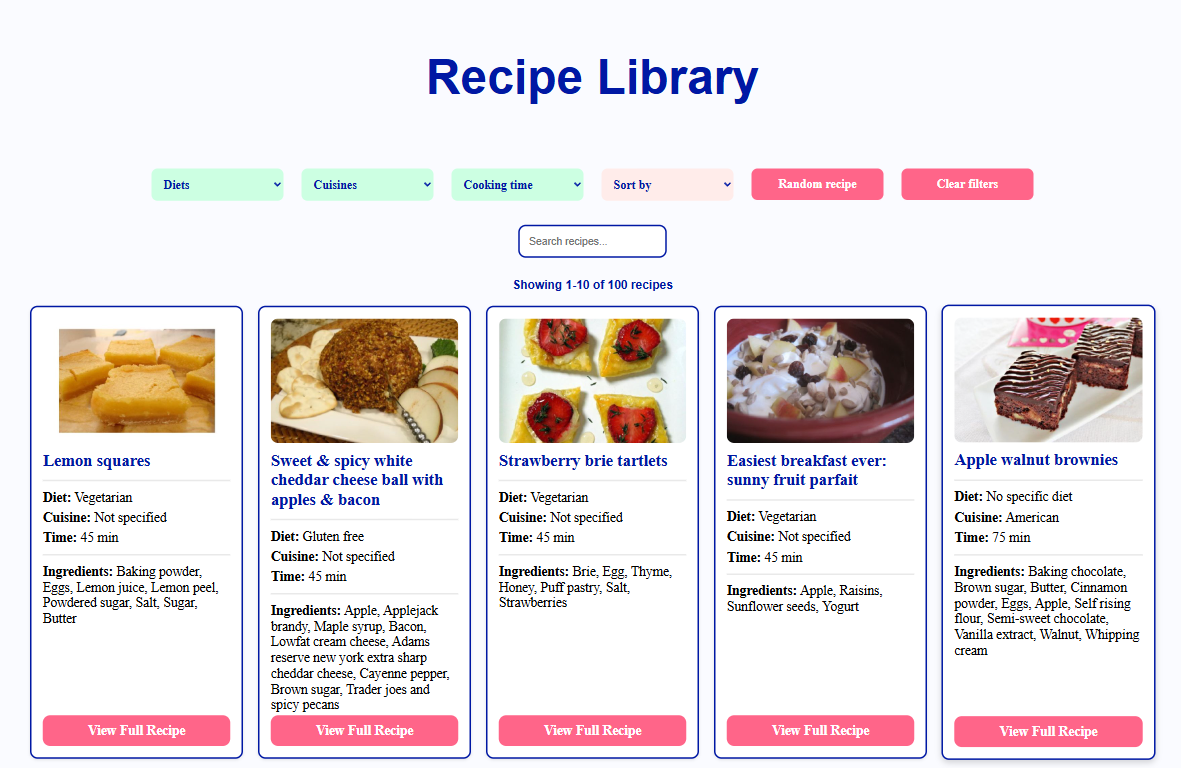 Recipe Library
Diets
Cuisines
Cooking time
Sort by
Random recipe
Clear filters
Search recipes...
Showing 1-10 of 100 recipes
Lemon squares
Diet: Vegetarian
Cuisine: Not specified
Time: 45 min
Ingredients: Baking powder,
Eggs, Lemon juice, Lemon peel,
Powdered sugar, Salt, Sugar,
Butter
View Full Recipe
Sweet & spicy white
cheddar cheese ball with
apples & bacon
Diet: Gluten free
Cuisine: Not specified
Time: 45 min
Ingredients: Apple, Applejack
brandy, Maple syrup, Bacon,
Lowfat cream cheese, Adams
reserve new york extra sharp
cheddar cheese, Cayenne pepper,
Brown sugar, Trader joes and
spicy pecans
View Full Recipe
Strawberry brie tartlets
Diet: Vegetarian
Cuisine: Not specified
Time: 45 min
Ingredients: Brie, Egg, Thyme,
Honey, Puff pastry, Salt,
Strawberries
View Full Recipe
Easiest breakfast ever:
sunny fruit parfait
Diet: Vegetarian
Cuisine: Not specified
Time: 45 min
Ingredients: Apple, Raisins,
Sunflower seeds, Yogurt
View Full Recipe
Apple walnut brownies
Diet: No specific diet
Cuisine: American
Time: 75 min
Ingredients: Baking chocolate,
Brown sugar, Butter, Cinnamon
powder, Eggs, Apple, Self rising
flour, Semi-sweet chocolate,
Vanilla extract, Walnut, Whipping
cream
View Full Recipe